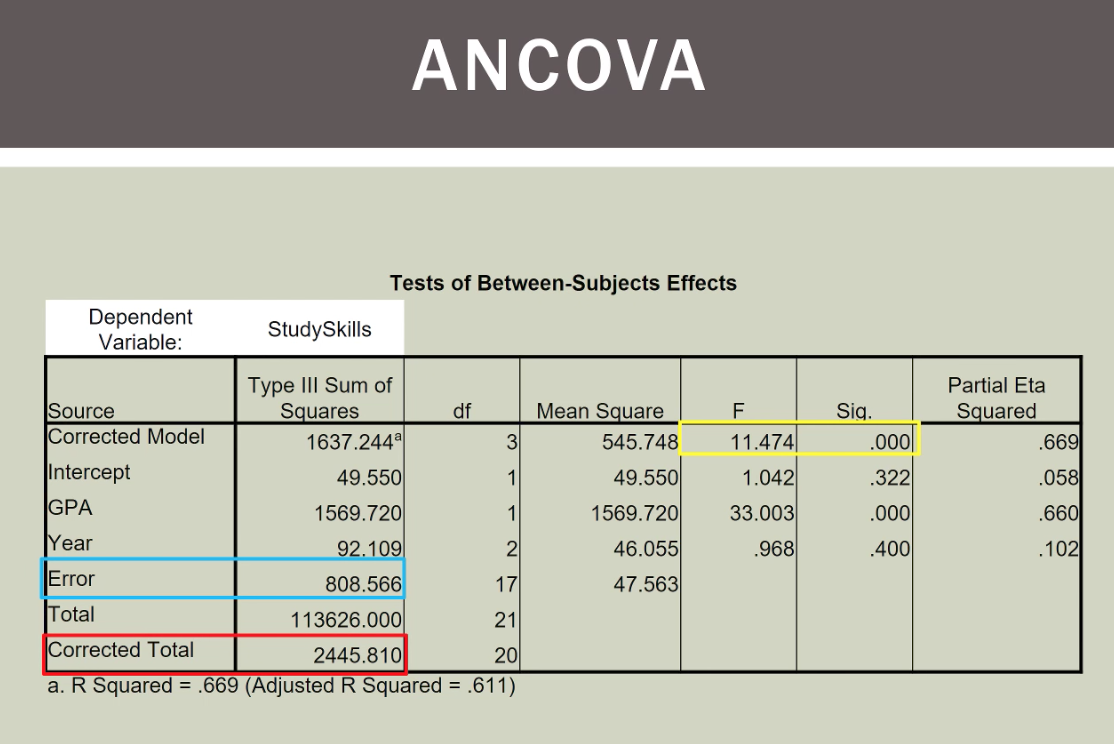 ANCOVA
Tests of Between-Subjects Effects
Dependent
Variable:
StudySkills
Source Type III Sum of Squares df Mean Square F Sig. Partial Eta Squared
Corrected Model 1637.244a 3 545.748 11.474 .000 .669
Intercept 49.550 1 49.550 1.042 .322 .058
GPA 1569.720 1 1569.720 33.003 .000 .660
Year 92.109 2 46.055 .968 .400 .102
Error 808.566 17 47.563
Total 113626.000 21
Corrected Total 2445.810 20
a. R Squared = .669 (Adjusted R Squared = .611)